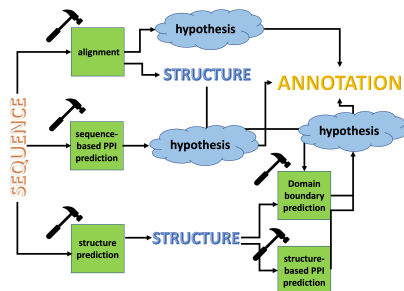 hypothesis
alignment
STRUCTURE
ANNOTATION
SEQUENCE
sequence-
based PPI
prediction
hypothesis
hypothesis
Domain
boundary
prediction
structure
prediction
STRUCTURE
structure-
based PPI
prediction